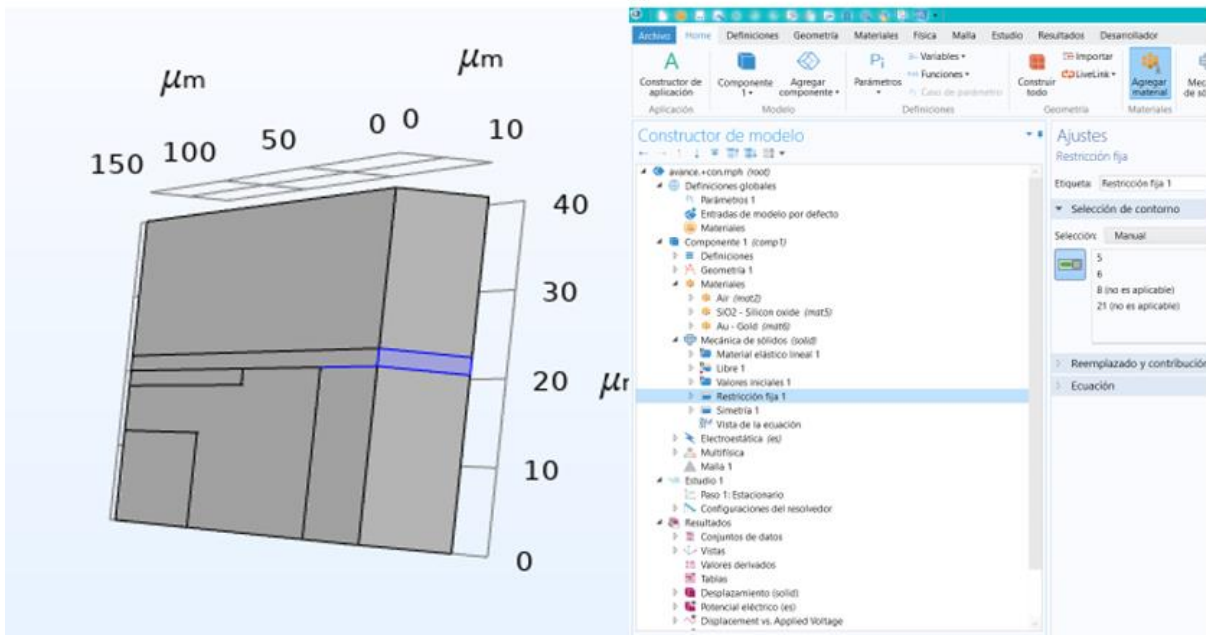 μm
μm
150 100 50 0 0 10
40
30
20
μm
10
0
Archivo Home Definiciones Geometría Materiales Física Malla Estudio Resultados Desarrollador
Constructor de aplicación
Aplicación
Componente 1
Agregar componente
Modelo
Pi
Parámetros
Variables
Funciones
Caso de parámetro
Definiciones
Construir todo
Importar
LiveLink
Geometría
Agregar material
Materiales
Constructor de modelo
avance.+con.mph (root)
Definiciones globales
Parámetros 1
Entradas de modelo por defecto
Materiales
Componente 1 (comp1)
Definiciones
Geometría 1
Materiales
Air (mat2)
SiO2 - Silicon oxide (mat5)
Au - Gold (mat6)
Mecánica de sólidos (solid)
Material elástico lineal 1
Libre 1
Valores iniciales 1
Restricción fija 1
Simetría 1
Vista de la ecuación
Electroestática (es)
Multifísica
Malla 1
Estudio 1
Paso 1: Estacionario
Configuraciones del resolvedor
Resultados
Conjuntos de datos
Vistas
Valores derivados
Tablas
Desplazamiento (solid)
Potencial eléctrico (es)
Displacement vs. Applied Voltage
Ajustes
Restricción fija
Etiqueta: Restricción fija 1
Selección de contorno
Selección: Manual
5
6
8 (no es aplicable)
21 (no es aplicable)
Reemplazado y contribución
Ecuación